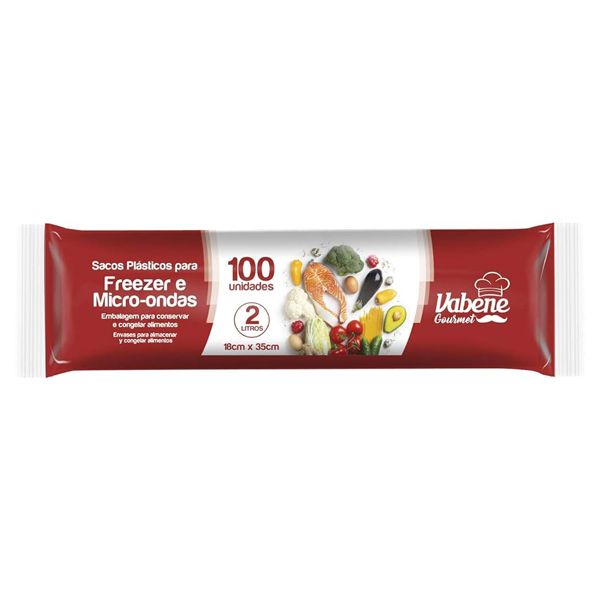 Sacos Plásticos para
Freezer e
Micro-ondas
Embalagem para conservar
e congelar alimentos
Envases para almacenar
y congelar alimentos
100
unidades
2
LITROS
18cm x 35cm
Vabene
Gourmet